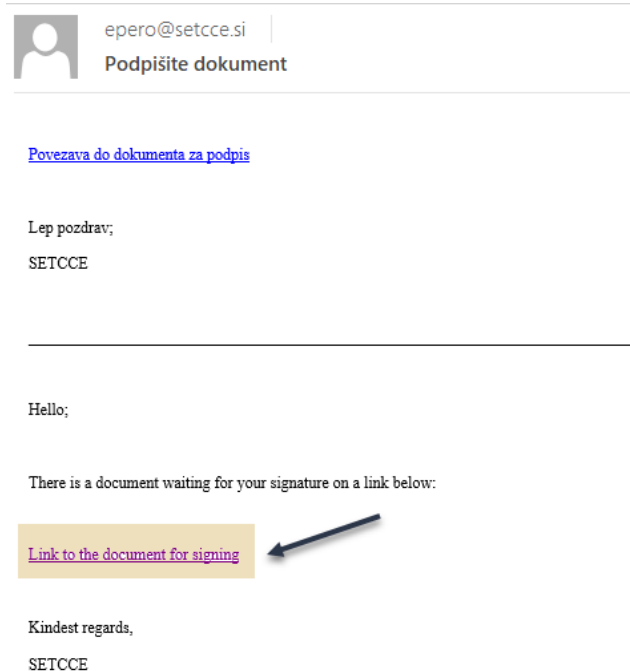 epero@setcce.si
Podpišite dokument
Povezava do dokumenta za podpis
Lep pozdrav;
SETCCE
Hello;
There is a document waiting for your signature on a link below:
Link to the document for signing
Kindest regards,
SETCCE